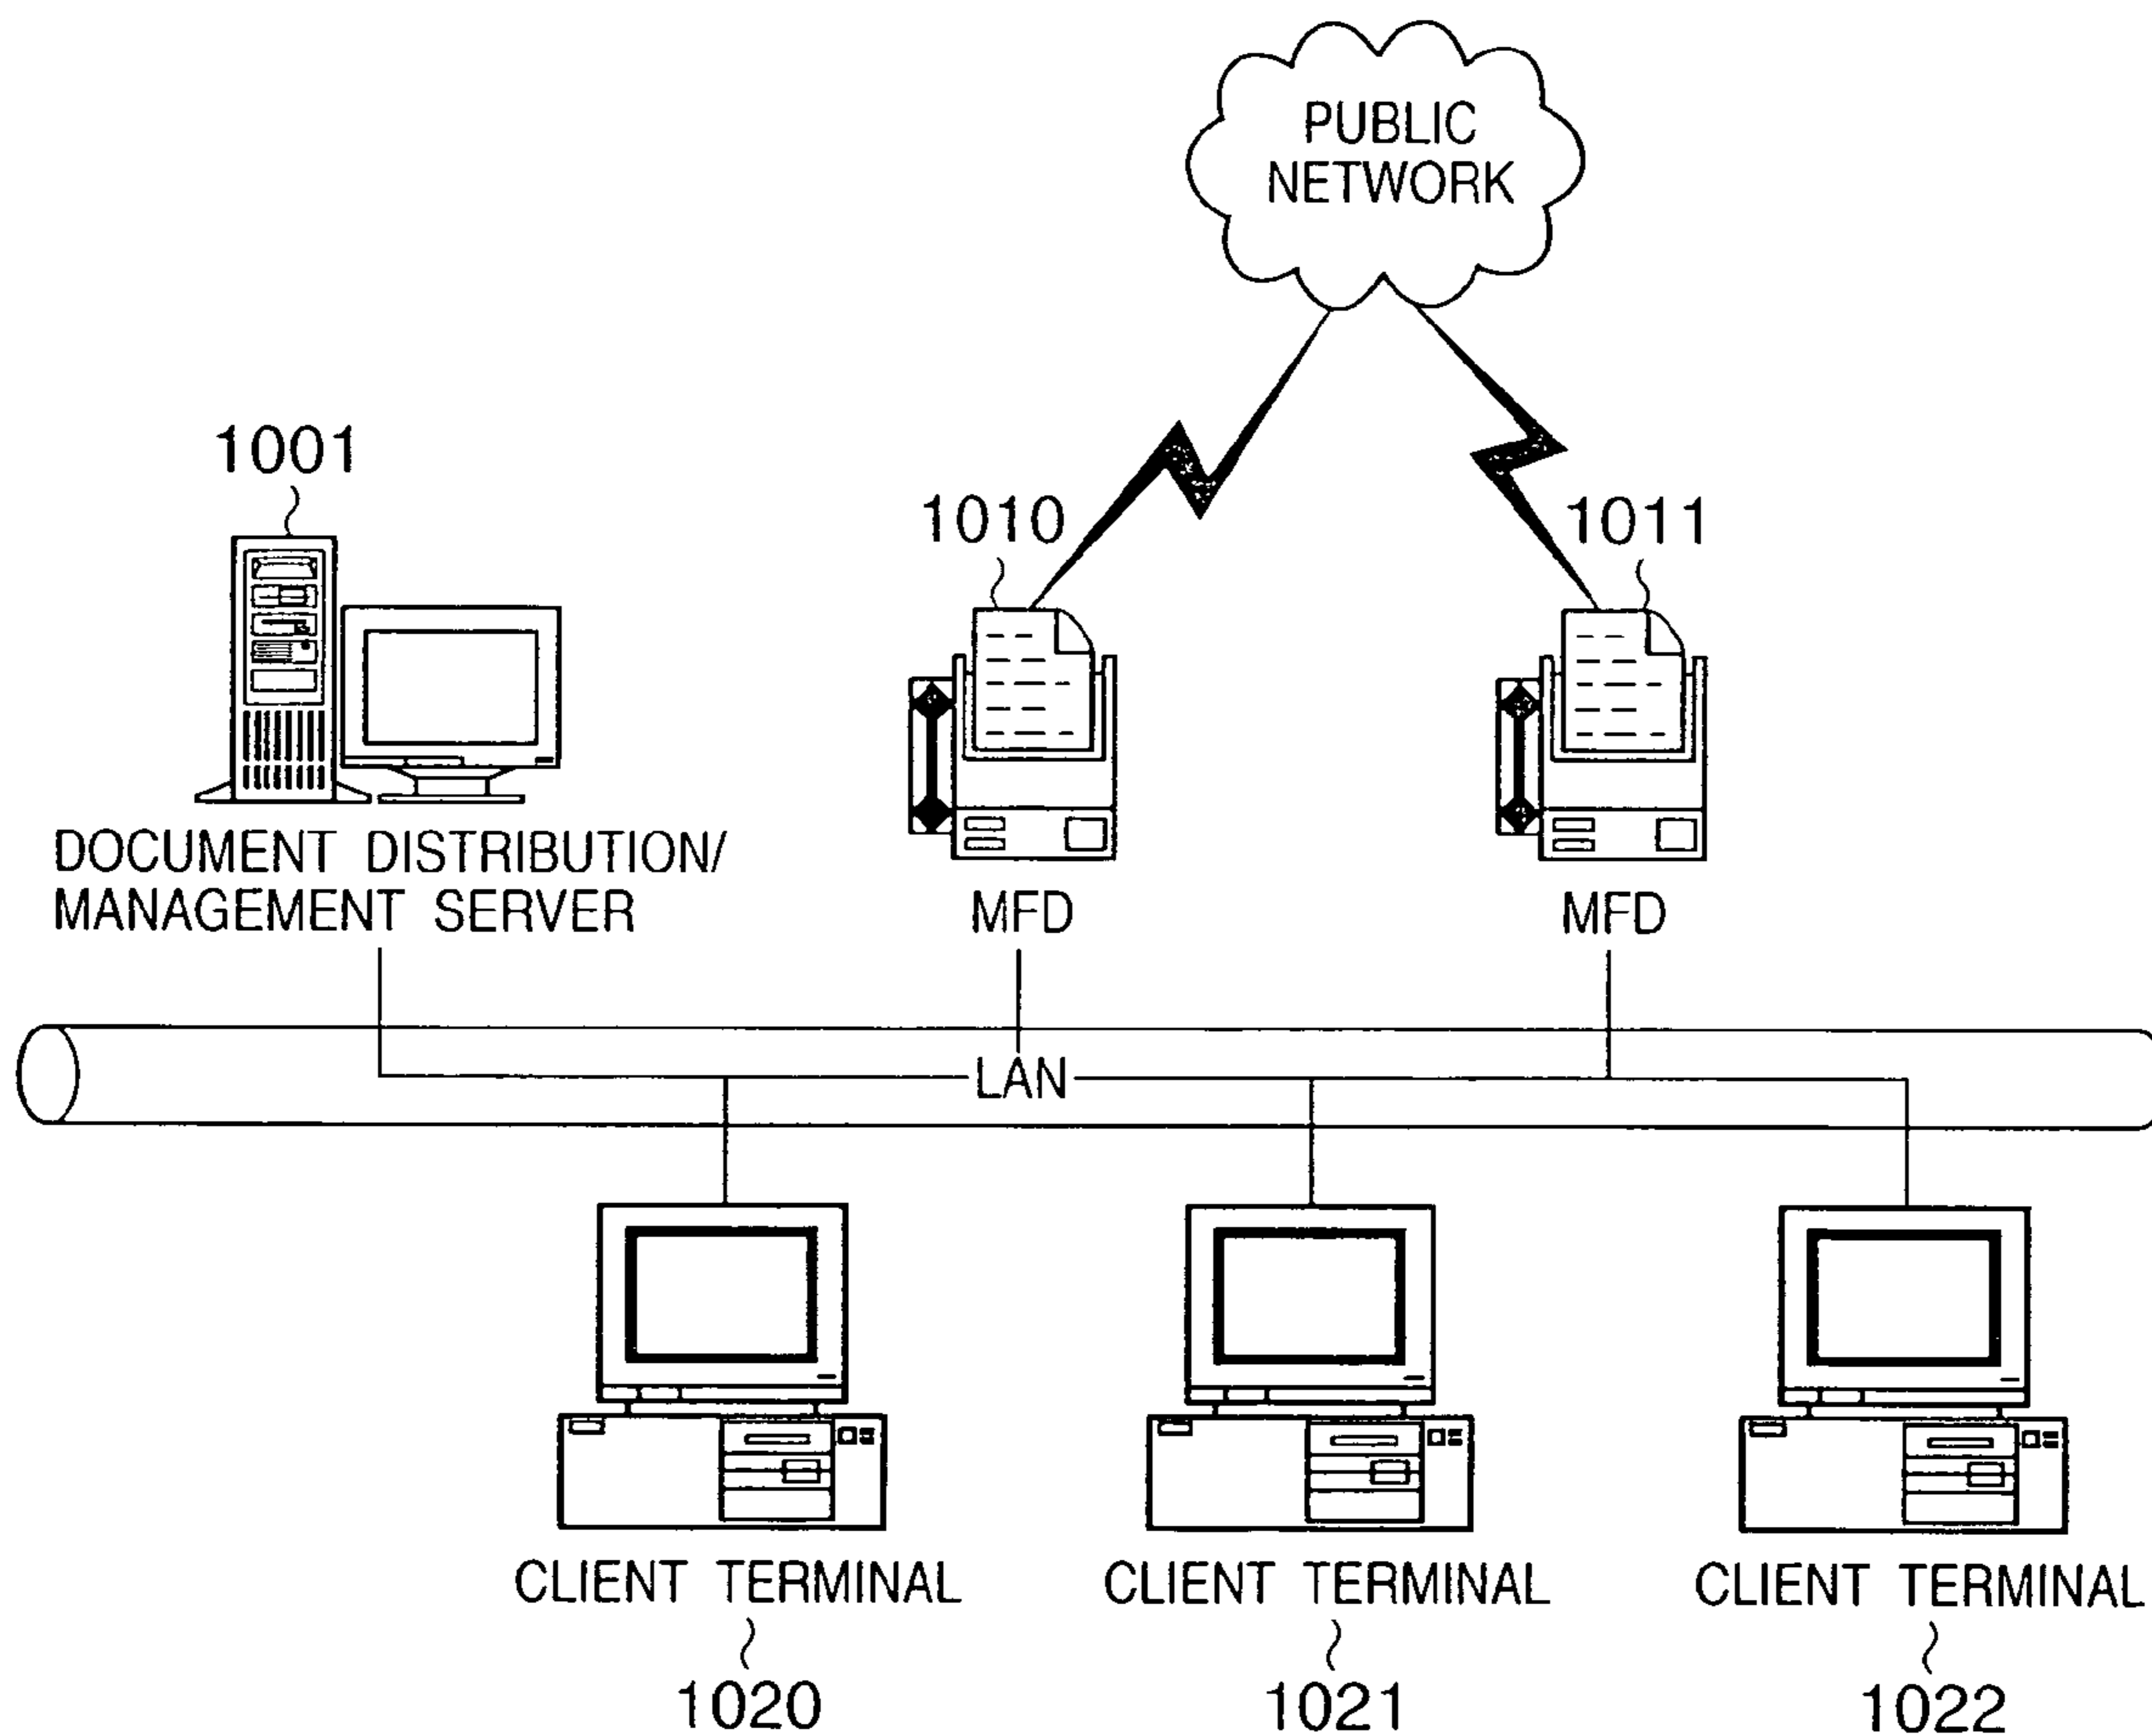 PUBLIC
NETWORK
1001
1010
1011
DOCUMENT DISTRIBUTION/
MANAGEMENT SERVER
MFD
MFD
LAN
CLIENT TERMINAL
CLIENT TERMINAL
CLIENT TERMINAL
1020
1021
1022